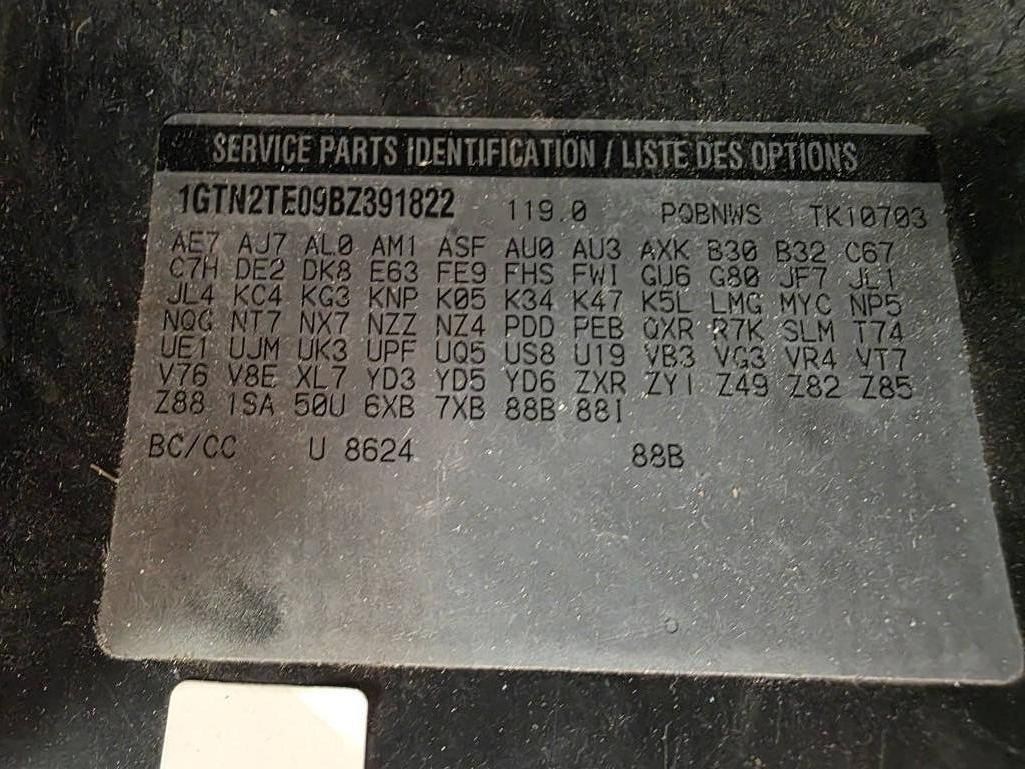 SERVICE PARTS IDENTIFICATION / LISTE DES OPTIONS
1GTN2TE09BZ391822 119.0 PQBNWS TK10703
AE7 AJ7 AL0 AM1 ASF AU0 AU3 AXK B30 B32 C67
C7H DE2 DK8 E63 FE9 FHS FWI GU6 G80 JF7 JL1
JL4 KC4 KG3 KNP K05 K34 K47 K5L LMG MYC NP5
NQG NT7 NX7 NZZ NZ4 PDD PEB QXR R7K SLM T74
UE1 UJM UK3 UPF UQ5 US8 U19 VB3 VG3 VR4 VT7
V76 V8E XL7 YD3 YD5 YD6 ZXR ZY1 Z49 Z82 Z85
Z88 1SA 50U 6XB 7XB 88B 88I
BC/CC U 8624 88B